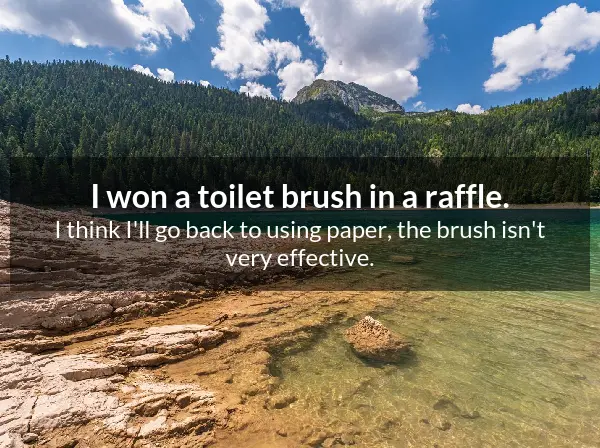 I won a toilet brush in a raffle.
I think I'll go back to using paper, the brush isn't
very effective.